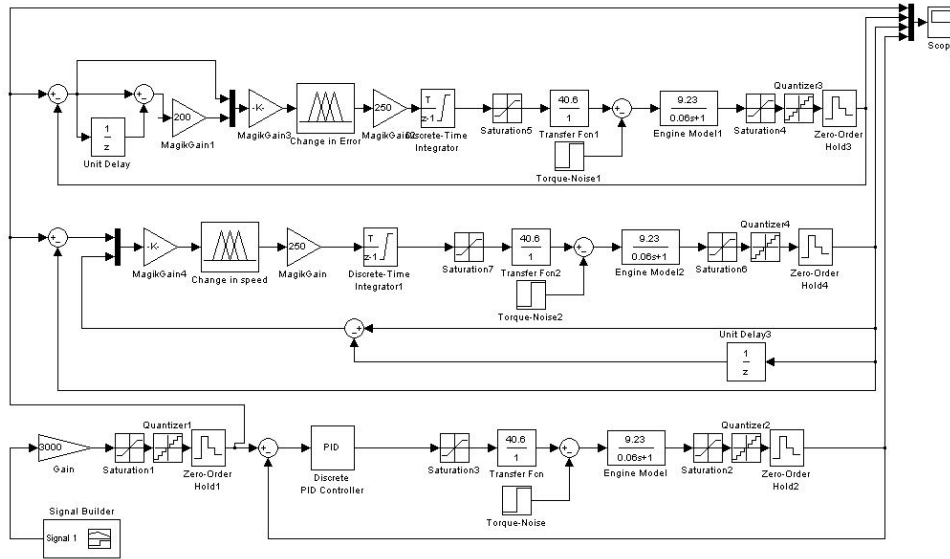 Scop
Quantizer3
-K-
200
250
T
z-1
40.6
1
9.23
0.06s+1
1
z
MagikGain1
MagikGain3
Change in Error
Discrete-Time
Integrator
Saturation5
Transfer Fcn1
Engine Model1
Saturation4
Zero-Order
Hold3
Unit Delay
Torque-Noise1
Quantizer4
-K-
250
T
z-1
40.6
1
9.23
0.06s+1
MagikGain4
Change in speed
MagikGain
Discrete-Time
Integrator1
Saturation7
Transfer Fcn2
Engine Model2
Saturation6
Zero-Order
Hold4
Torque-Noise2
Unit Delay3
1
z
Quantizer1
Quantizer2
3000
PID
40.6
1
9.23
0.06s+1
Gain
Saturation1
Zero-Order
Hold1
Discrete
PID Controller
Saturation3
Transfer Fcn
Engine Model
Saturation2
Zero-Order
Hold2
Torque-Noise
Signal Builder
Signal 1